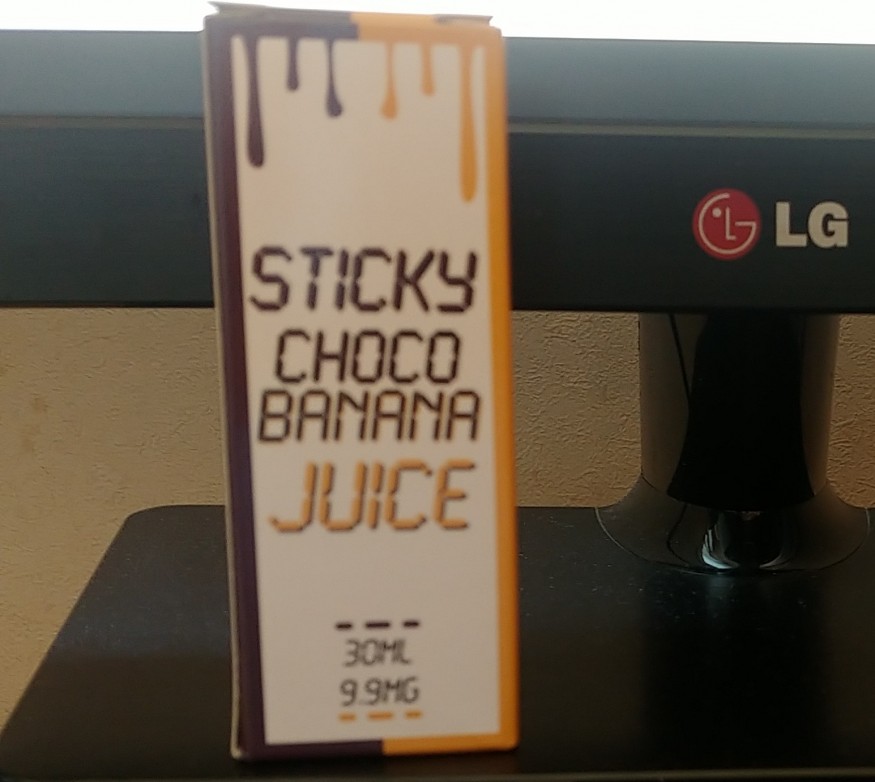 STICKY
CHOCO
BANANA
JUICE
30ML
9.9MG
LG